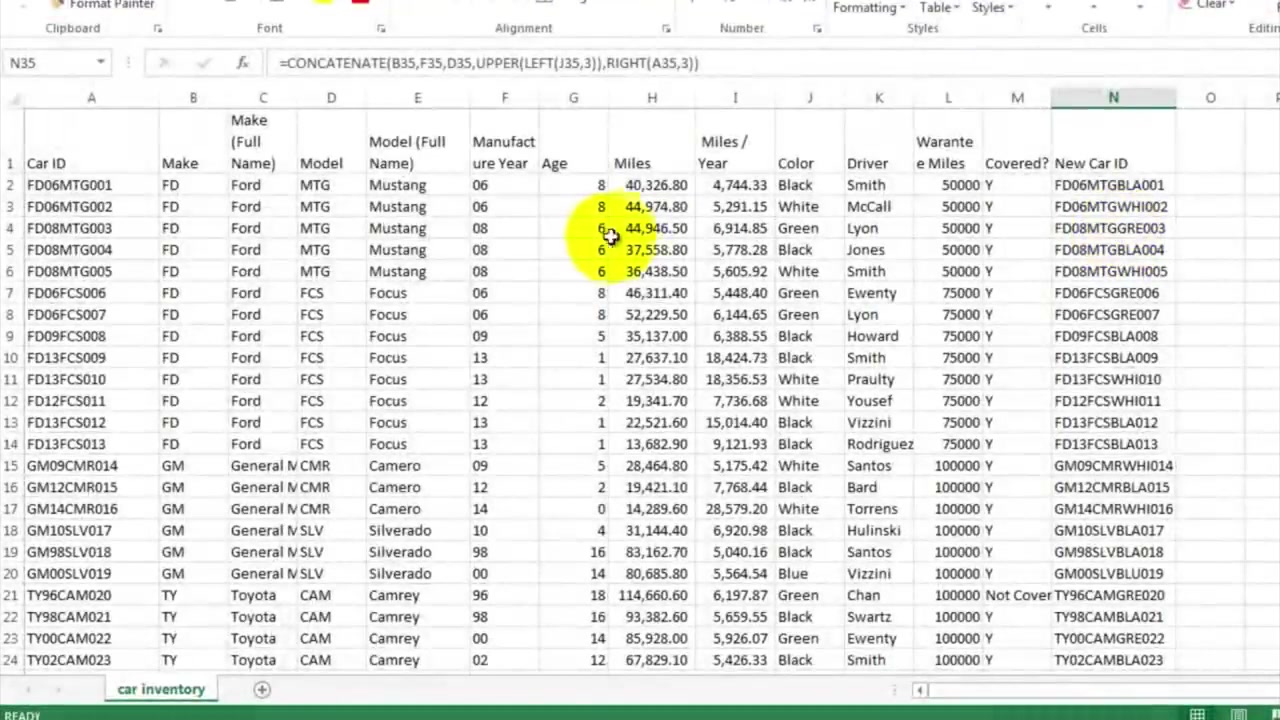 Format Painter
Formatting Table Styles Clear
Clipboard Font Alignment Number Styles Cells Editin
N35 fx =CONCATENATE(B35,F35,D35,UPPER(LEFT(J35,3)),RIGHT(A35,3))
A B C D E F G H I J K L M N O
1 Car ID Make Make (Full Name) Model Model (Full Name) Manufacture Year Age Miles Miles / Year Color Driver Warantee Miles Covered? New Car ID
2 FD06MTG001 FD Ford MTG Mustang 06 8 40,326.80 4,744.33 Black Smith 50000 Y FD06MTGBLA001
3 FD06MTG002 FD Ford MTG Mustang 06 8 44,974.80 5,291.15 White McCall 50000 Y FD06MTGWHI002
4 FD08MTG003 FD Ford MTG Mustang 08 6 44,946.50 6,914.85 Green Lyon 50000 Y FD08MTGGRE003
5 FD08MTG004 FD Ford MTG Mustang 08 6 37,558.80 5,778.28 Black Jones 50000 Y FD08MTGBLA004
6 FD08MTG005 FD Ford MTG Mustang 08 6 36,438.50 5,605.92 White Smith 50000 Y FD08MTGWHI005
7 FD06FCS006 FD Ford FCS Focus 06 8 46,311.40 5,448.40 Green Ewenty 75000 Y FD06FCSGRE006
8 FD06FCS007 FD Ford FCS Focus 06 8 52,229.50 6,144.65 Green Lyon 75000 Y FD06FCSGRE007
9 FD09FCS008 FD Ford FCS Focus 09 5 35,137.00 6,388.55 Black Howard 75000 Y FD09FCSBLA008
10 FD13FCS009 FD Ford FCS Focus 13 1 27,637.10 18,424.73 Black Smith 75000 Y FD13FCSBLA009
11 FD13FCS010 FD Ford FCS Focus 13 1 27,534.80 18,356.53 White Praulty 75000 Y FD13FCSWHI010
12 FD12FCS011 FD Ford FCS Focus 12 2 19,341.70 7,736.68 White Yousef 75000 Y FD12FCSWHI011
13 FD13FCS012 FD Ford FCS Focus 13 1 22,521.60 15,014.40 Black Vizzini 75000 Y FD13FCSBLA012
14 FD13FCS013 FD Ford FCS Focus 13 1 13,682.90 9,121.93 Black Rodriguez 75000 Y FD13FCSBLA013
15 GM09CMR014 GM General M CMR Camero 09 5 28,464.80 5,175.42 White Santos 100000 Y GM09CMRWHI014
16 GM12CMR015 GM General M CMR Camero 12 2 19,421.10 7,768.44 Black Bard 100000 Y GM12CMRBLA015
17 GM14CMR016 GM General M CMR Camero 14 0 14,289.60 28,579.20 White Torrens 100000 Y GM14CMRWHI016
18 GM10SLV017 GM General M SLV Silverado 10 4 31,144.40 6,920.98 Black Hulinski 100000 Y GM10SLVBLA017
19 GM98SLV018 GM General M SLV Silverado 98 16 83,162.70 5,040.16 Black Santos 100000 Y GM98SLVBLA018
20 GM00SLV019 GM General M SLV Silverado 00 14 80,685.80 5,564.54 Blue Vizzini 100000 Y GM00SLVBLU019
21 TY96CAM020 TY Toyota CAM Camrey 96 18 114,660.60 6,197.87 Green Chan 100000 Not Cover TY96CAMGRE020
22 TY98CAM021 TY Toyota CAM Camrey 98 16 93,382.60 5,659.55 Black Swartz 100000 Y TY98CAMBLA021
23 TY00CAM022 TY Toyota CAM Camrey 00 14 85,928.00 5,926.07 Green Ewenty 100000 Y TY00CAMGRE022
24 TY02CAM023 TY Toyota CAM Camrey 02 12 67,829.10 5,426.33 Black Smith 100000 Y TY02CAMBLA023
car inventory
READY